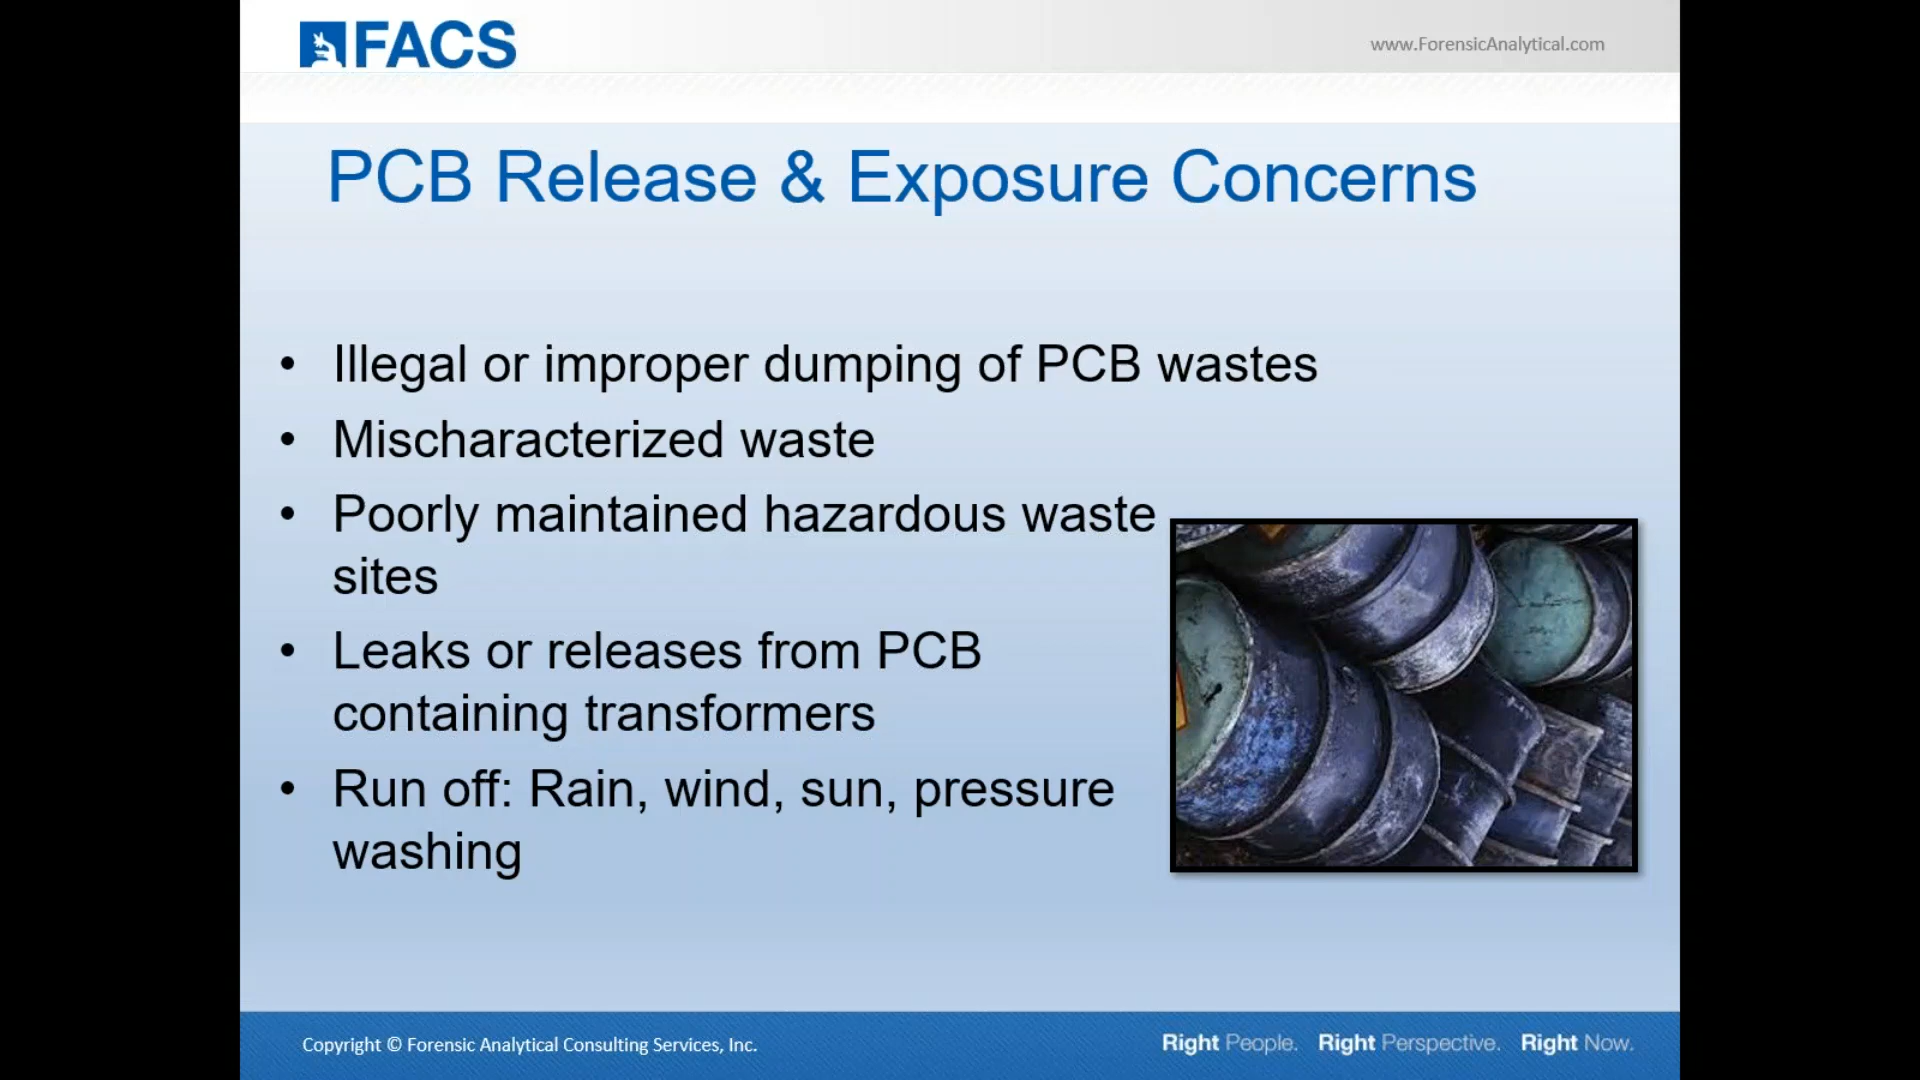 FACS
www.ForensicAnalytical.com
PCB Release & Exposure Concerns
• Illegal or improper dumping of PCB wastes
• Mischaracterized waste
• Poorly maintained hazardous waste
sites
• Leaks or releases from PCB
containing transformers
• Run off: Rain, wind, sun, pressure
washing
Copyright © Forensic Analytical Consulting Services, Inc.
Right People. Right Perspective. Right Now.